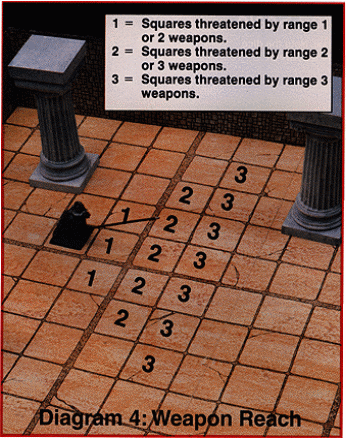 1 = Squares threatened by range 1
or 2 weapons.
2 = Squares threatened by range 2
or 3 weapons.
3 = Squares threatened by range 3
weapons.
3
2 3
1 2 3
1 2 3
1 2 3
2 3
3
Diagram 4: Weapon Reach